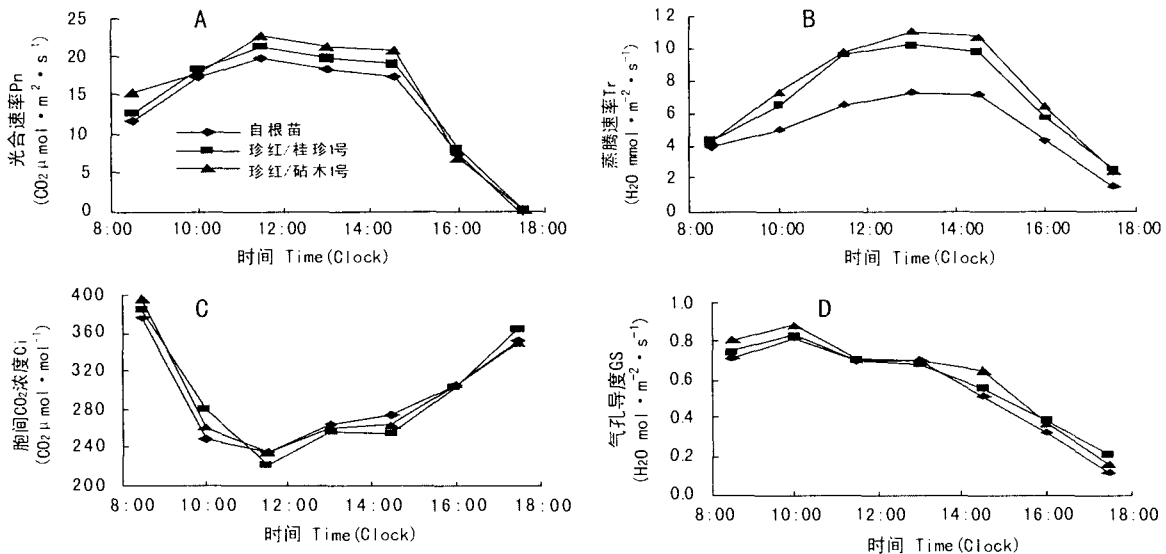 A
光合速率Pn
(CO₂ μmol·m⁻²·s⁻¹)
25
20
15
10
5
0
自根苗
珍红/桂珍1号
珍红/砧木1号
8:00 10:00 12:00 14:00 16:00 18:00
时间 Time(Clock)
B
蒸腾速率Tr
(H₂O mmol·m⁻²·s⁻¹)
12
10
8
6
4
2
0
8:00 10:00 12:00 14:00 16:00 18:00
时间 Time(Clock)
C
胞间CO₂浓度Ci
(CO₂ μmol·mol⁻¹)
400
360
320
280
240
200
8:00 10:00 12:00 14:00 16:00 18:00
时间 Time(Clock)
D
气孔导度GS
(H₂O mol·m⁻²·s⁻¹)
1.0
0.8
0.6
0.4
0.2
0.0
8:00 10:00 12:00 14:00 16:00 18:00
时间 Time(Clock)